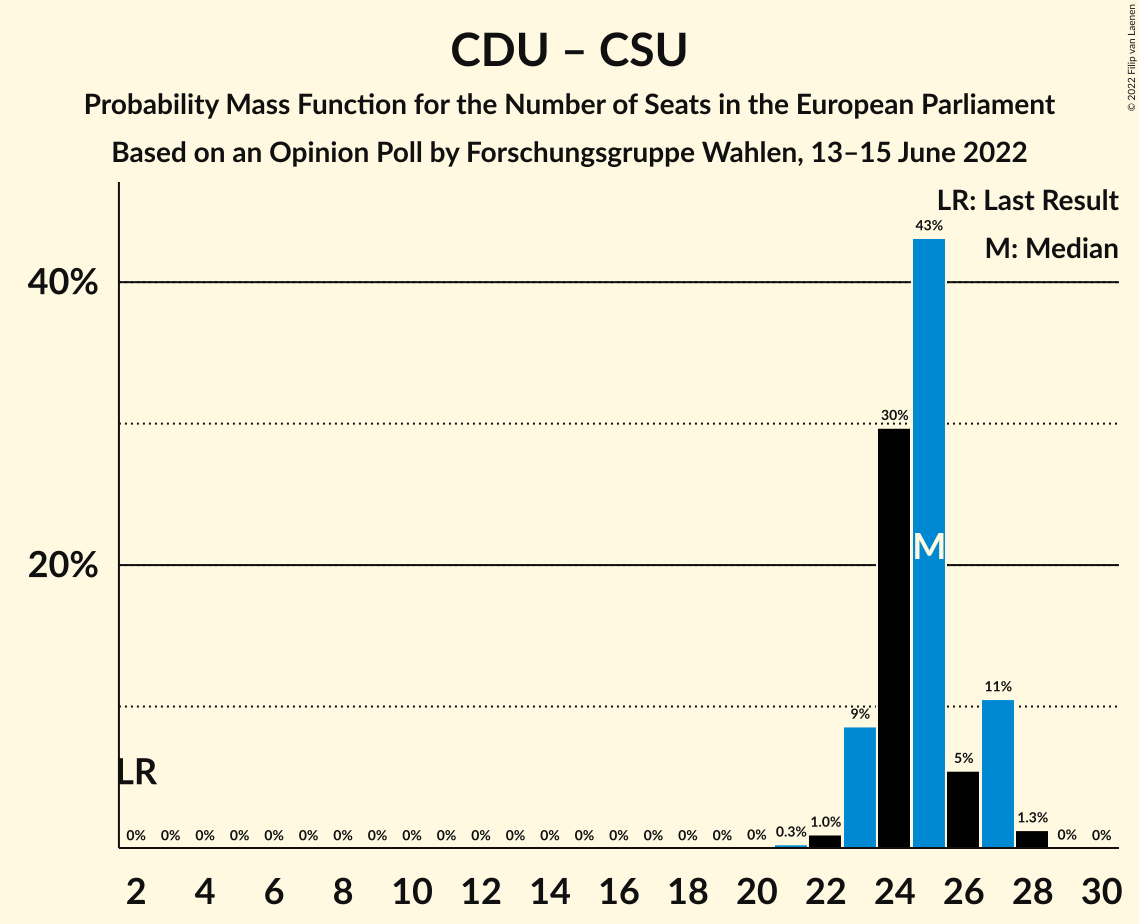 CDU – CSU
Probability Mass Function for the Number of Seats in the European Parliament
Based on an Opinion Poll by Forschungsgruppe Wahlen, 13–15 June 2022
© 2022 Filip van Laenen
LR: Last Result
M: Median
43%
40%
30%
M
20%
11%
9%
5%
LR
1.3%
1.0%
0.3%
0% 0% 0% 0% 0% 0% 0% 0% 0% 0% 0% 0% 0% 0% 0% 0% 0% 0% 0% 0% 0%
2 4 6 8 10 12 14 16 18 20 22 24 26 28 30